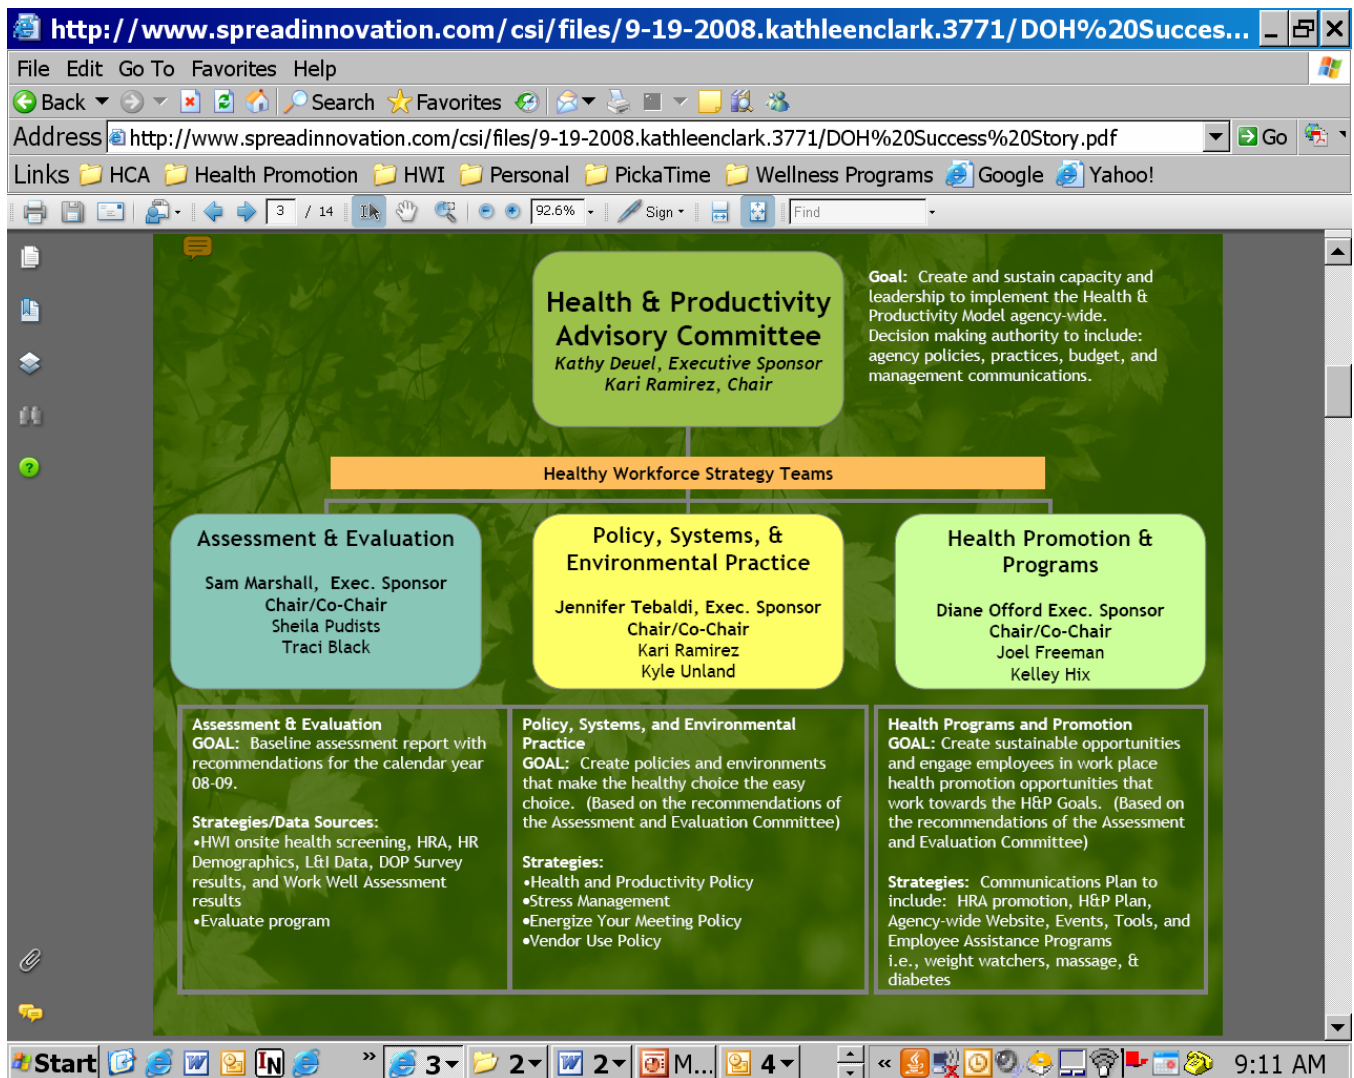 http://www.spreadinnovation.com/csi/files/9-19-2008.kathleenclark.3771/DOH%20Succes...
File Edit Go To Favorites Help
Back Search Favorites
Address http://www.spreadinnovation.com/csi/files/9-19-2008.kathleenclark.3771/DOH%20Success%20Story.pdf Go
Links HCA Health Promotion HWI Personal PickaTime Wellness Programs Google Yahoo!
3 / 14 92.6% Sign Find
Health & Productivity
Advisory Committee
Kathy Deuel, Executive Sponsor
Kari Ramirez, Chair
Goal: Create and sustain capacity and
leadership to implement the Health &
Productivity Model agency-wide.
Decision making authority to include:
agency policies, practices, budget, and
management communications.
Healthy Workforce Strategy Teams
Assessment & Evaluation
Sam Marshall, Exec. Sponsor
Chair/Co-Chair
Sheila Pudists
Traci Black
Policy, Systems, &
Environmental Practice
Jennifer Tebaldi, Exec. Sponsor
Chair/Co-Chair
Kari Ramirez
Kyle Unland
Health Promotion &
Programs
Diane Offord Exec. Sponsor
Chair/Co-Chair
Joel Freeman
Kelley Hix
Assessment & Evaluation
GOAL: Baseline assessment report with
recommendations for the calendar year
08-09.
Strategies/Data Sources:
•HWI onsite health screening, HRA, HR
Demographics, L&I Data, DOP Survey
results, and Work Well Assessment
results
•Evaluate program
Policy, Systems, and Environmental
Practice
GOAL: Create policies and environments
that make the healthy choice the easy
choice. (Based on the recommendations of
the Assessment and Evaluation Committee)
Strategies:
•Health and Productivity Policy
•Stress Management
•Energize Your Meeting Policy
•Vendor Use Policy
Health Programs and Promotion
GOAL: Create sustainable opportunities
and engage employees in work place
health promotion opportunities that
work towards the H&P Goals. (Based on
the recommendations of the Assessment
and Evaluation Committee)
Strategies: Communications Plan to
include: HRA promotion, H&P Plan,
Agency-wide Website, Events, Tools, and
Employee Assistance Programs
i.e., weight watchers, massage, &
diabetes
Start IN » 3 2 2 M... 4 « 9:11 AM